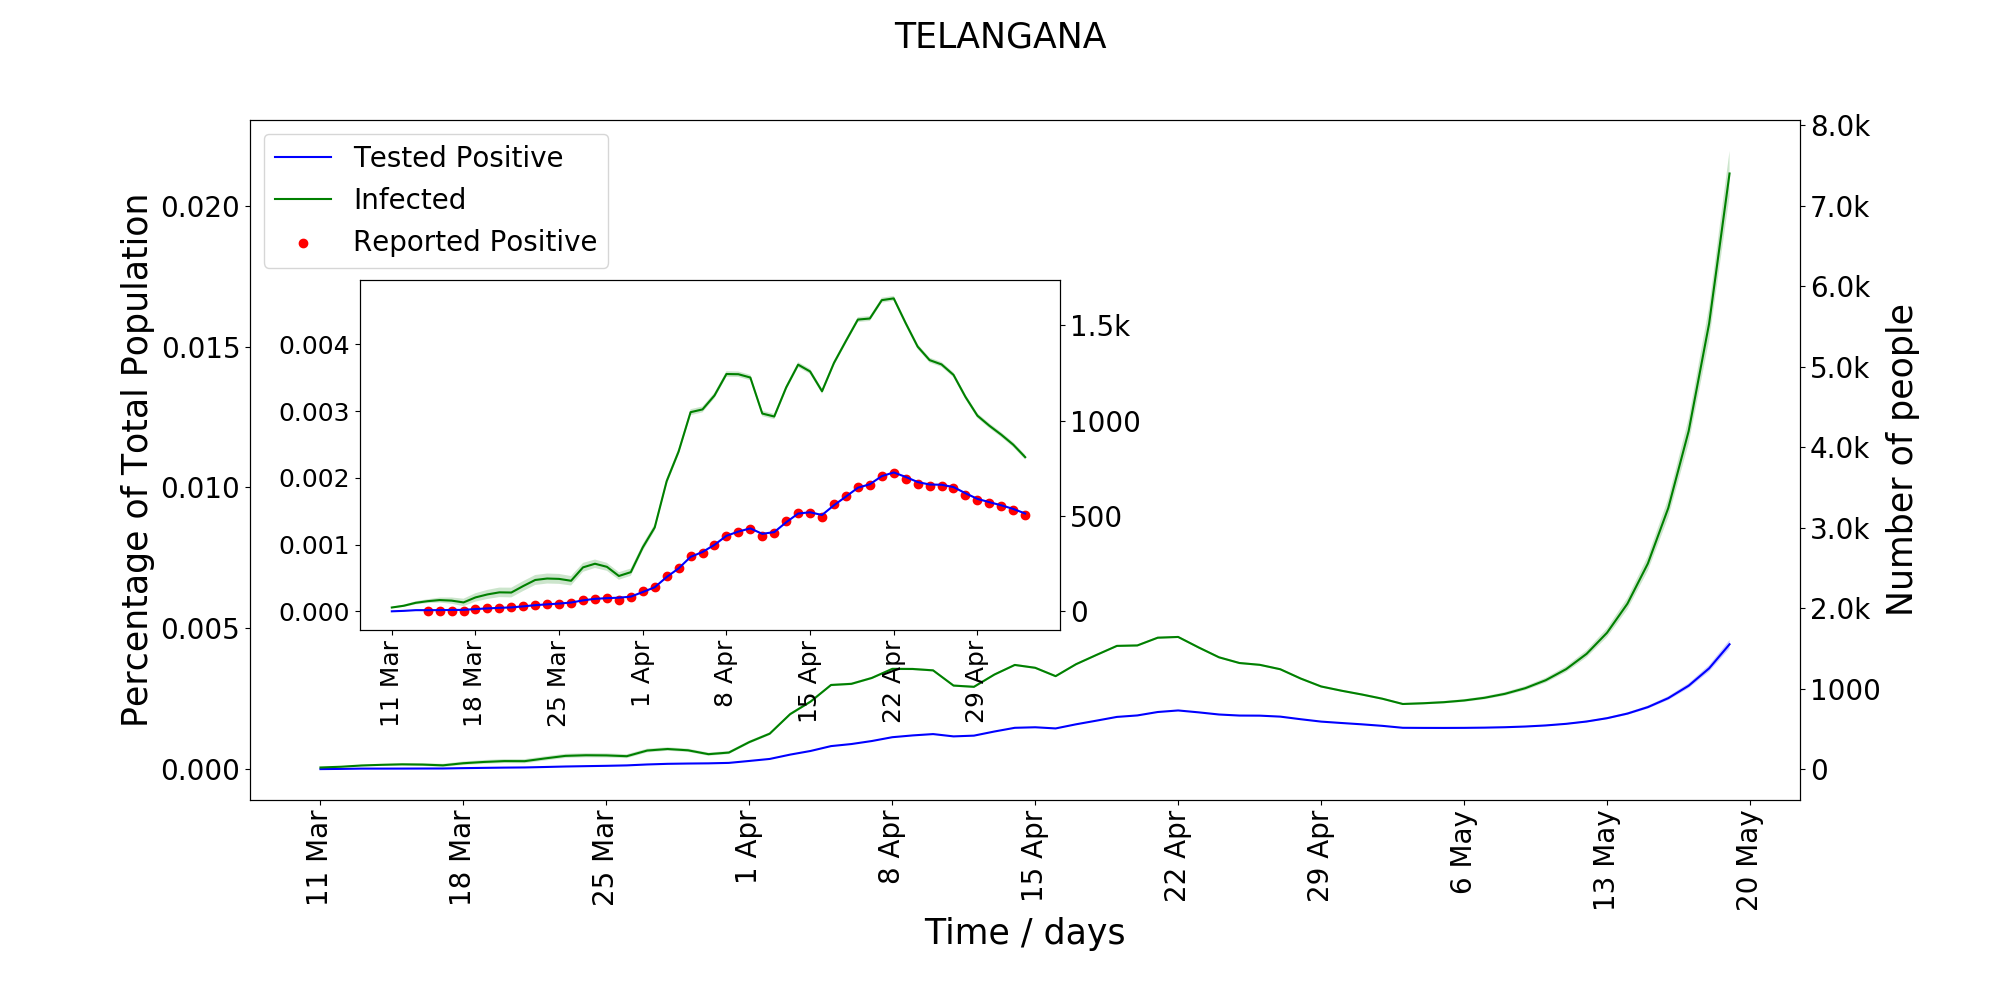 TELANGANA
Tested Positive
Infected
Reported Positive
Percentage of Total Population
0.020
0.015
0.010
0.005
0.000
8.0k
7.0k
6.0k
5.0k
4.0k
3.0k
2.0k
1000
0
Number of people
0.004
0.003
0.002
0.001
0.000
1.5k
1000
500
0
11 Mar
18 Mar
25 Mar
1 Apr
8 Apr
15 Apr
22 Apr
29 Apr
11 Mar
18 Mar
25 Mar
1 Apr
8 Apr
15 Apr
22 Apr
29 Apr
6 May
13 May
20 May
Time / days